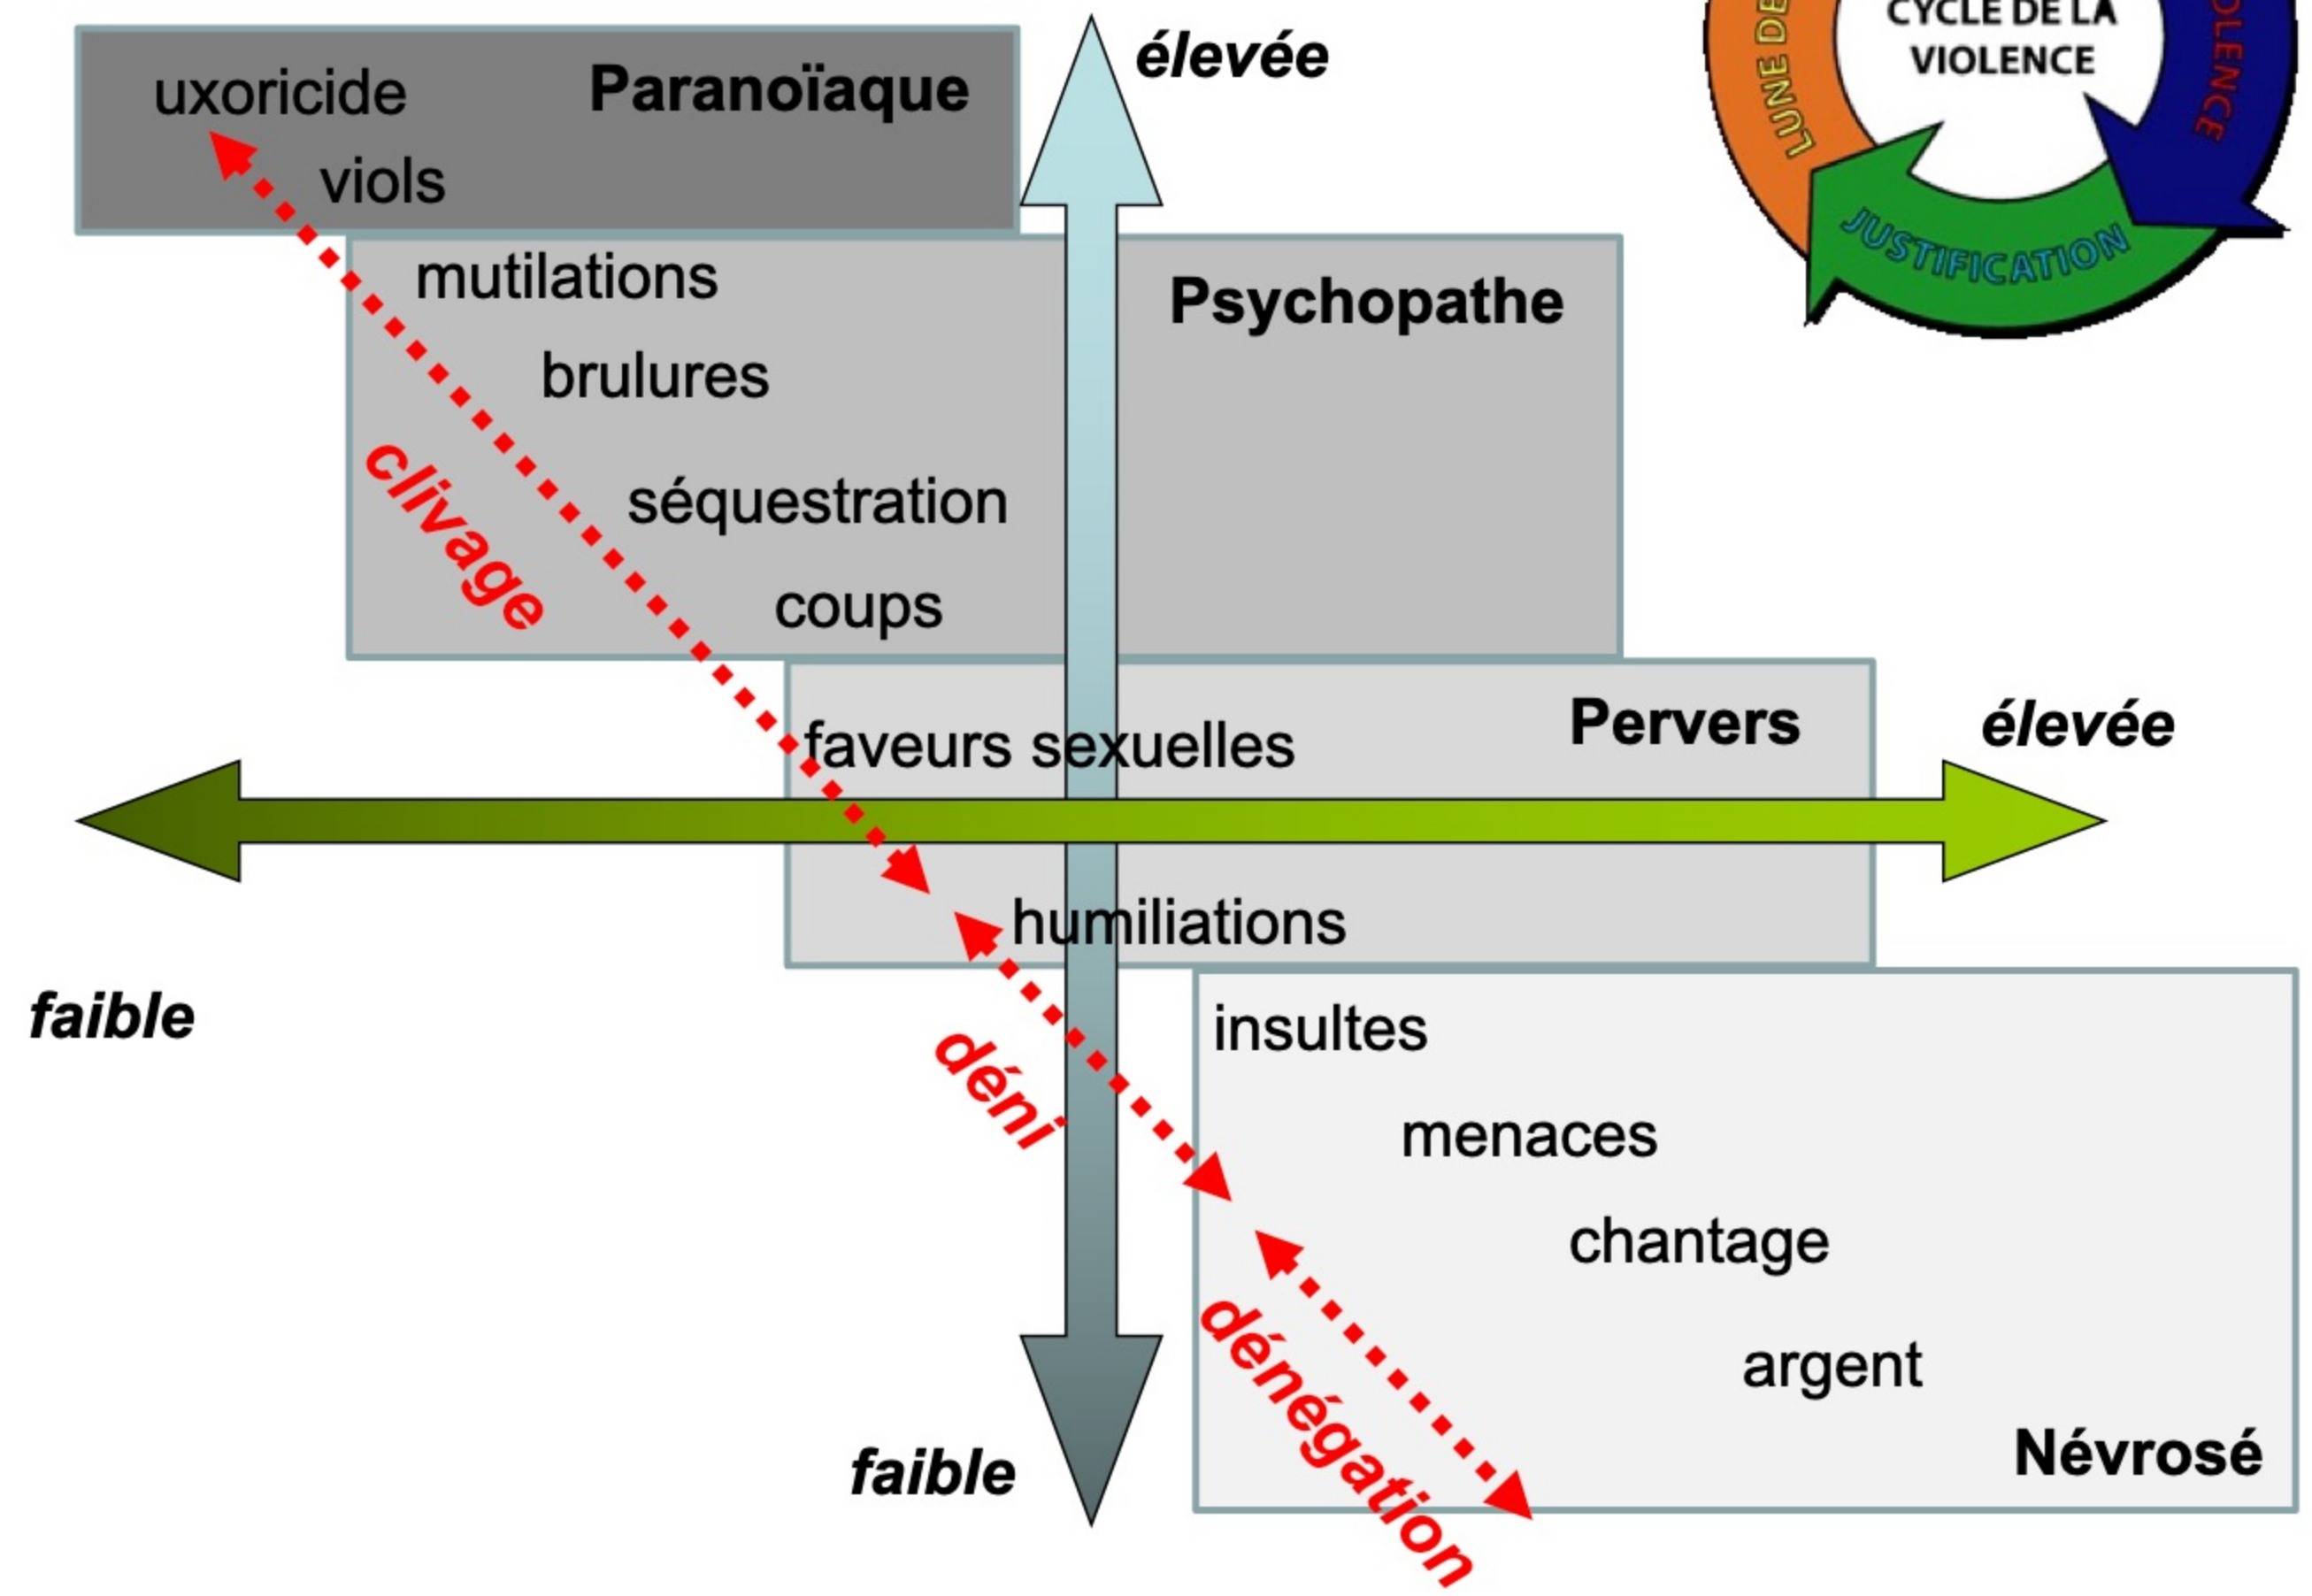 élevée
CYCLE DE LA
VIOLENCE
LUNE DE
JUSTIFICATION
uxoricide
Paranoïaque
viols
mutilations
Psychopathe
brulures
clivage
séquestration
coups
Pervers
élevée
faveurs sexuelles
humiliations
faible
insultes
déni
menaces
chantage
dénégation
argent
Névrosé
faible